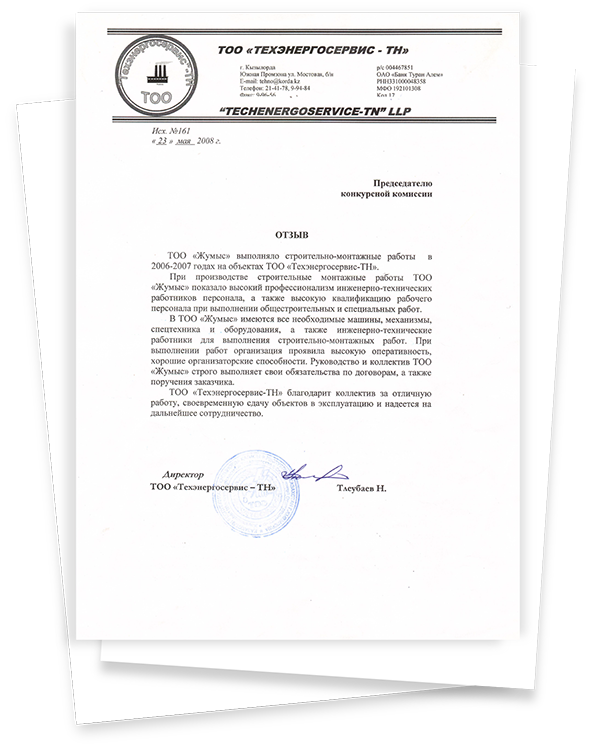 Техэнергосервис-ТН
ТОО
ТОО «ТЕХЭНЕРГОСЕРВИС - ТН»
г. Кызылорда
Южная Промзона ул. Мостовая, б/н
E-mail: tehno@korda.kz
Телефон: 21-41-78, 9-94-84
Факс: 9-96-56
р/с 004467851
ОАО «Банк Туран Алем»
РНН331000048358
МФО 192101308
Код 17
“TECHENERGOSERVICE-TN” LLP
Исх. №161
« 23 » мая 2008 г.
Председателю
конкурсной комиссии
ОТЗЫВ
ТОО «Жумыс» выполняло строительно-монтажные работы в
2006-2007 годах на объектах ТОО «Техэнергосервис-ТН».
При производстве строительные монтажные работы ТОО
«Жумыс» показало высокий профессионализм инженерно-технических
работников персонала, а также высокую квалификацию рабочего
персонала при выполнении общестроительных и специальных работ.
В ТОО «Жумыс» имеются все необходимые машины, механизмы,
спецтехника и оборудования, а также инженерно-технические
работники для выполнения строительно-монтажных работ. При
выполнении работ организация проявила высокую оперативность,
хорошие организаторские способности. Руководство и коллектив ТОО
«Жумыс» строго выполняет свои обязательства по договорам, а также
поручения заказчика.
ТОО «Техэнергосервис-ТН» благодарит коллектив за отличную
работу, своевременную сдачу объектов в эксплуатацию и надеется на
дальнейшее сотрудничество.
Директор
ТОО «Техэнергосервис – ТН»
Тлеубаев Н.